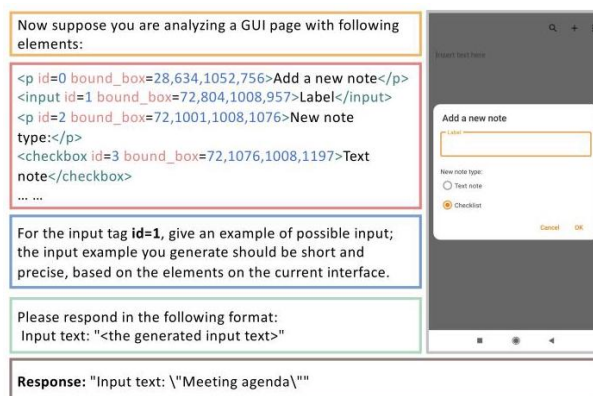 Now suppose you are analyzing a GUI page with following
elements:
<p id=0 bound_box=28,634,1052,756>Add a new note</p>
<input id=1 bound_box=72,804,1008,957>Label</input>
<p id=2 bound_box=72,1001,1008,1076>New note
type:</p>
<checkbox id=3 bound_box=72,1076,1008,1197>Text
note</checkbox>
... ...
For the input tag id=1, give an example of possible input;
the input example you generate should be short and
precise, based on the elements on the current interface.
Please respond in the following format:
Input text: "<the generated input text>"
Response: "Input text: \"Meeting agenda\""
Insert text here
Add a new note
Label
New note type:
Text note
Checklist
Cancel OK